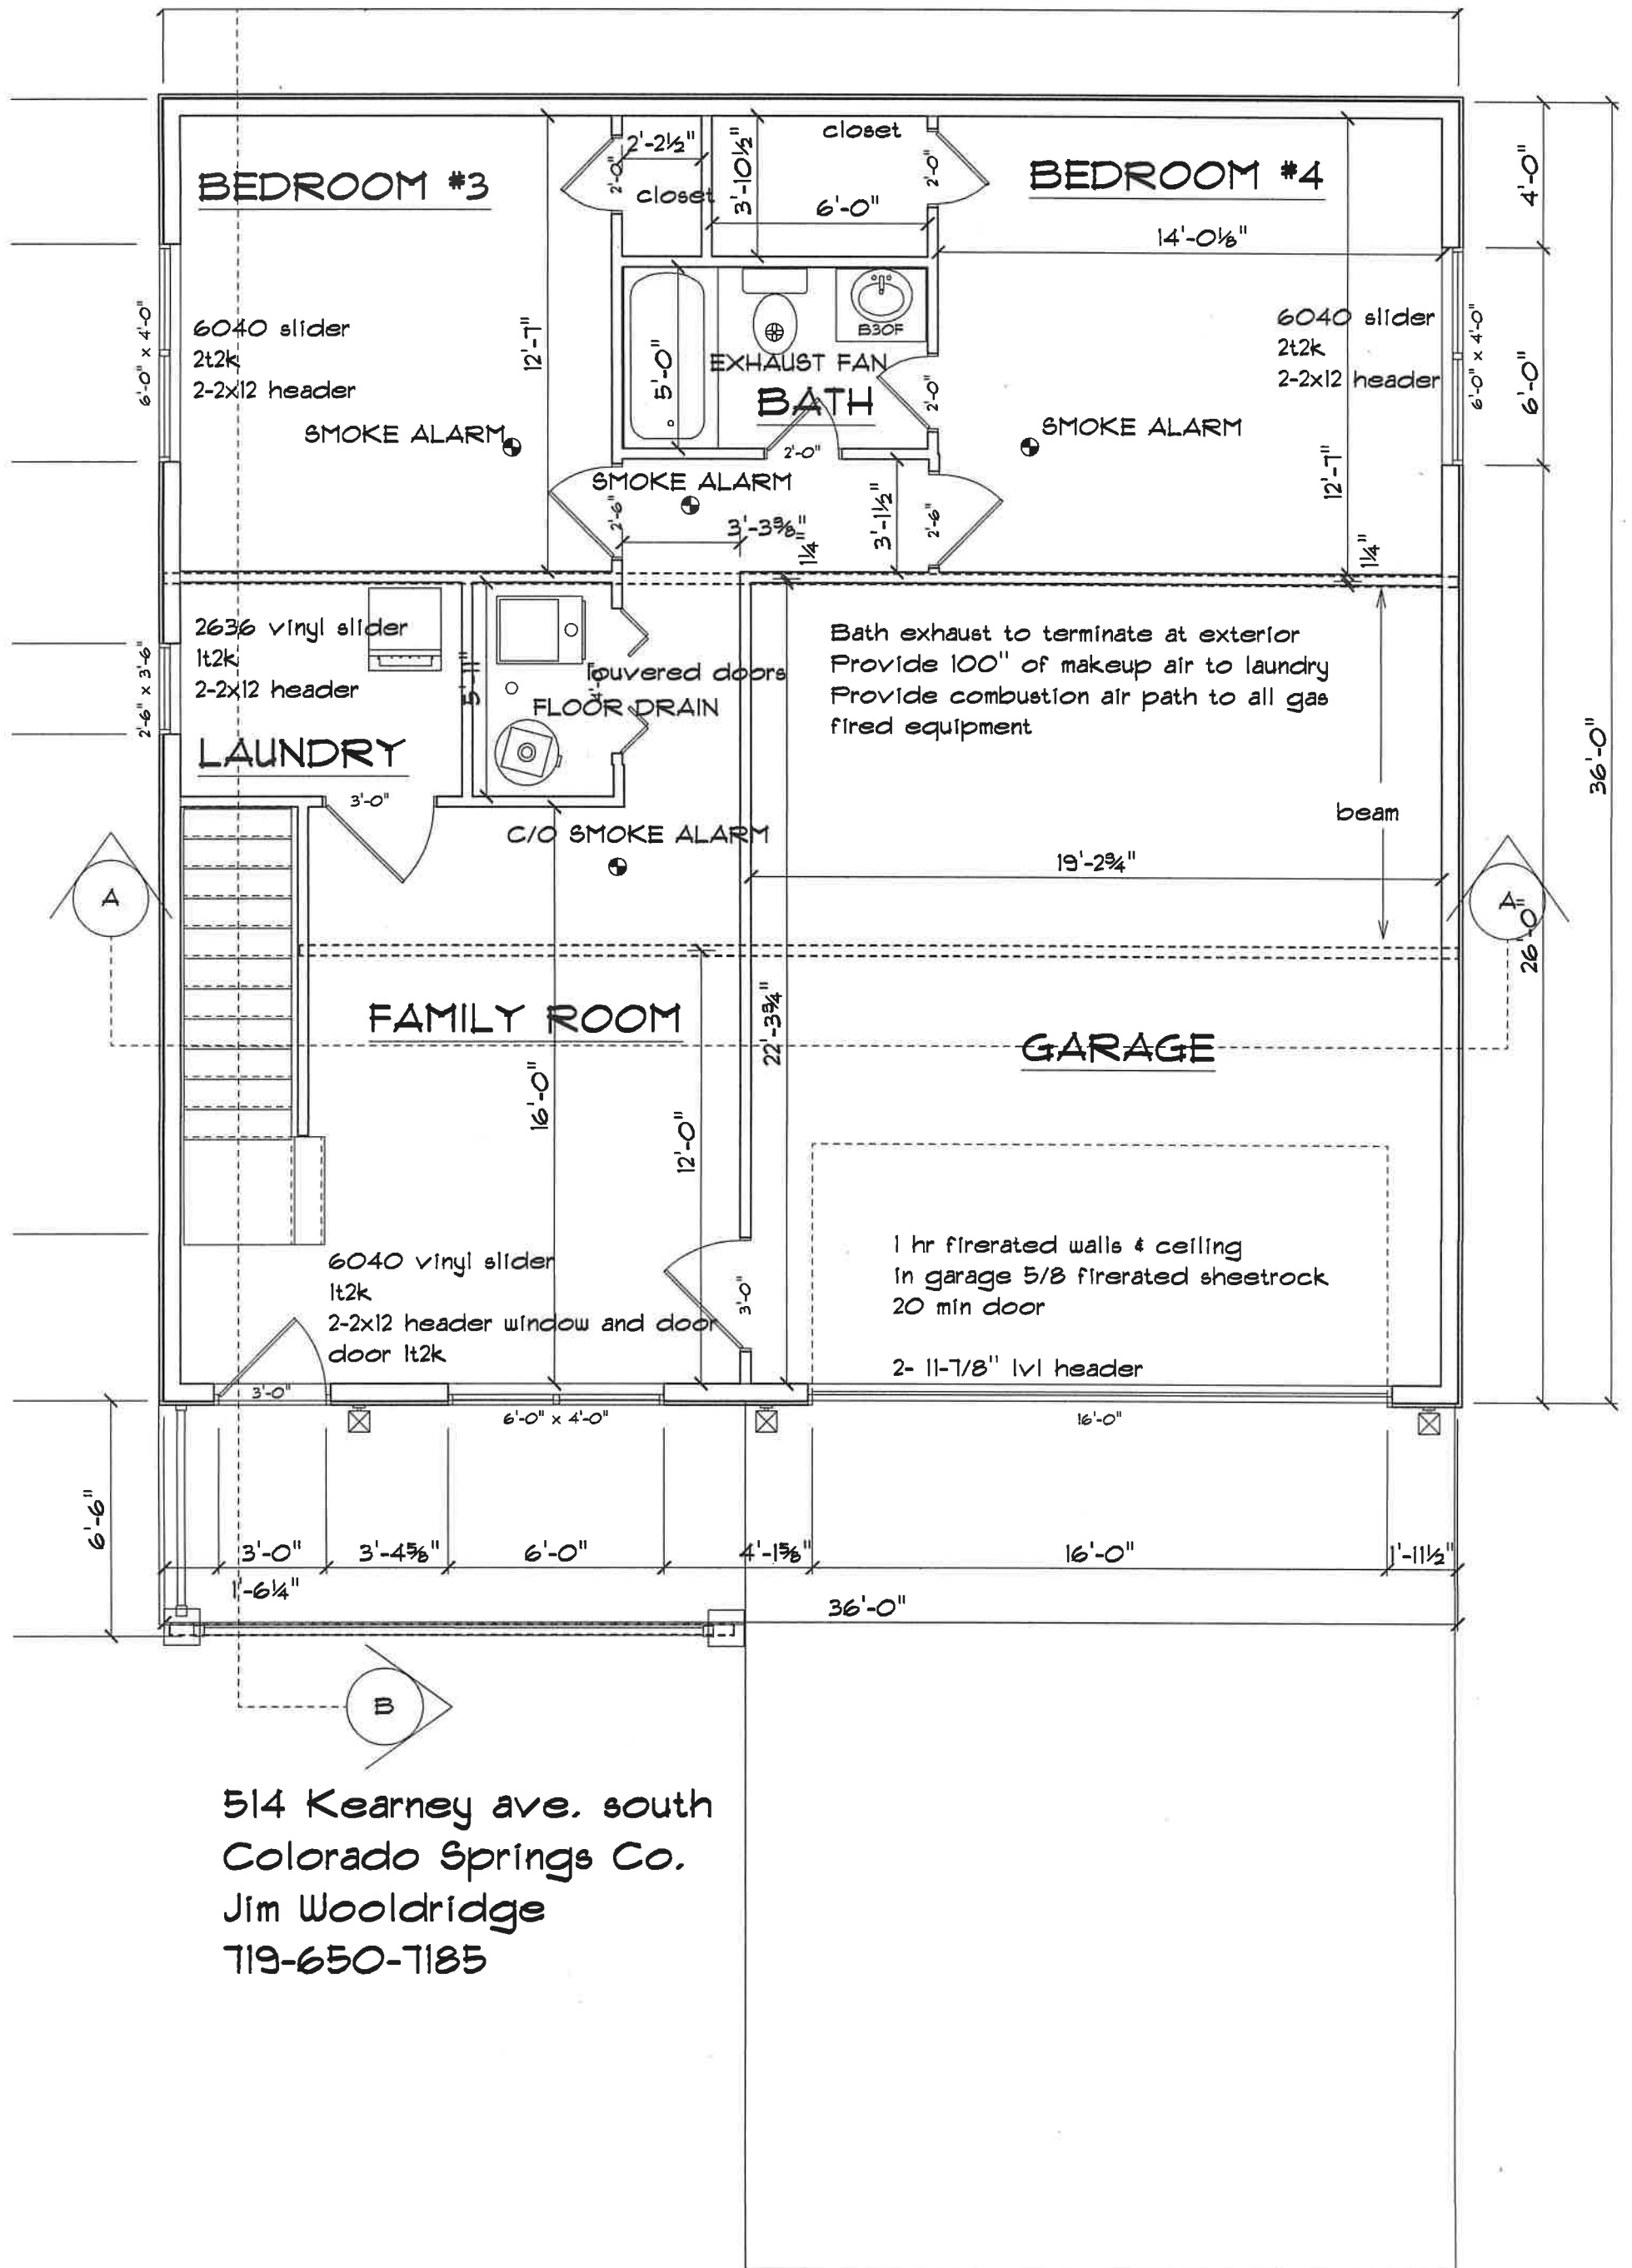 closet
2'-2½"
2'-0"
closet
3'-10½"
6'-0"
2'-0"
BEDROOM #3
BEDROOM #4
14'-0⅛"
4'-0"
6'-0" x 4'-0"
6040 slider
2t2k
2-2x12 header
12'-7"
5'-0"
B30F
EXHAUST FAN
BATH
2'-0"
2'-0"
6040 slider
2t2k
2-2x12 header
6'-0" x 4'-0"
6'-0"
SMOKE ALARM
SMOKE ALARM
SMOKE ALARM
2'-6"
3'-3⅜"
1¼"
3'-1½"
2'-6"
12'-7"
1¼"
2'-6" x 3'-6"
2636 vinyl slider
1t2k
2-2x12 header
LAUNDRY
5'-11"
louvered doors
FLOOR DRAIN
Bath exhaust to terminate at exterior
Provide 100" of makeup air to laundry
Provide combustion air path to all gas
fired equipment
36'-0"
3'-0"
C/O SMOKE ALARM
beam
19'-2¾"
A
A
26'-0"
FAMILY ROOM
22'-3¾"
GARAGE
16'-0"
12'-0"
6040 vinyl slider
1t2k
2-2x12 header window and door
door 1t2k
3'-0"
1 hr firerated walls & ceiling
in garage 5/8 firerated sheetrock
20 min door
2- 11-7/8" lvl header
3'-0"
6'-0" x 4'-0"
16'-0"
6'-6"
3'-0"
3'-4⅝"
6'-0"
4'-1⅝"
16'-0"
1'-11½"
1'-6¼"
36'-0"
B
514 Kearney ave. south
Colorado Springs Co.
Jim Wooldridge
719-650-7185